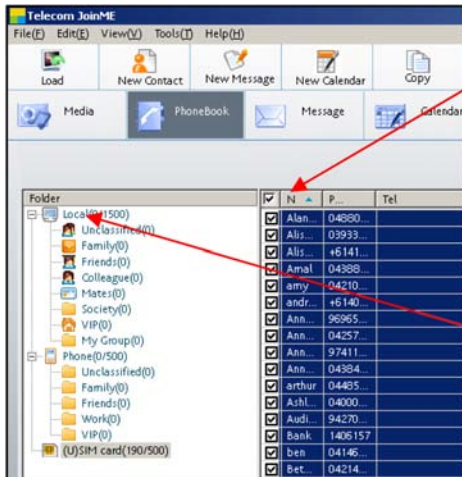 Telecom JoinME
File(F) Edit(E) View(V) Tools(T) Help(H)
Load New Contact New Message New Calendar Copy
Media PhoneBook Message Calendar
Folder N P... Tel
Local(0/1500)
Unclassified(0)
Family(0)
Friends(0)
Colleague(0)
Mates(0)
Society(0)
VIP(0)
My Group(0)
Phone(0/500)
Unclassified(0)
Family(0)
Friends(0)
Work(0)
VIP(0)
(U)SIM card(190/500)
Alan... 04880...
Alis... 03933...
Alis... +6141...
Amal 04388...
amy 04210...
andr... +6140...
Ann... 96965...
Ann... 04257...
Ann... 97411...
Ann... 04384...
arthur 04485...
Ashl... 04000...
Audi... 94270...
Bank 1406157
ben 04146...
Bet... 04214...